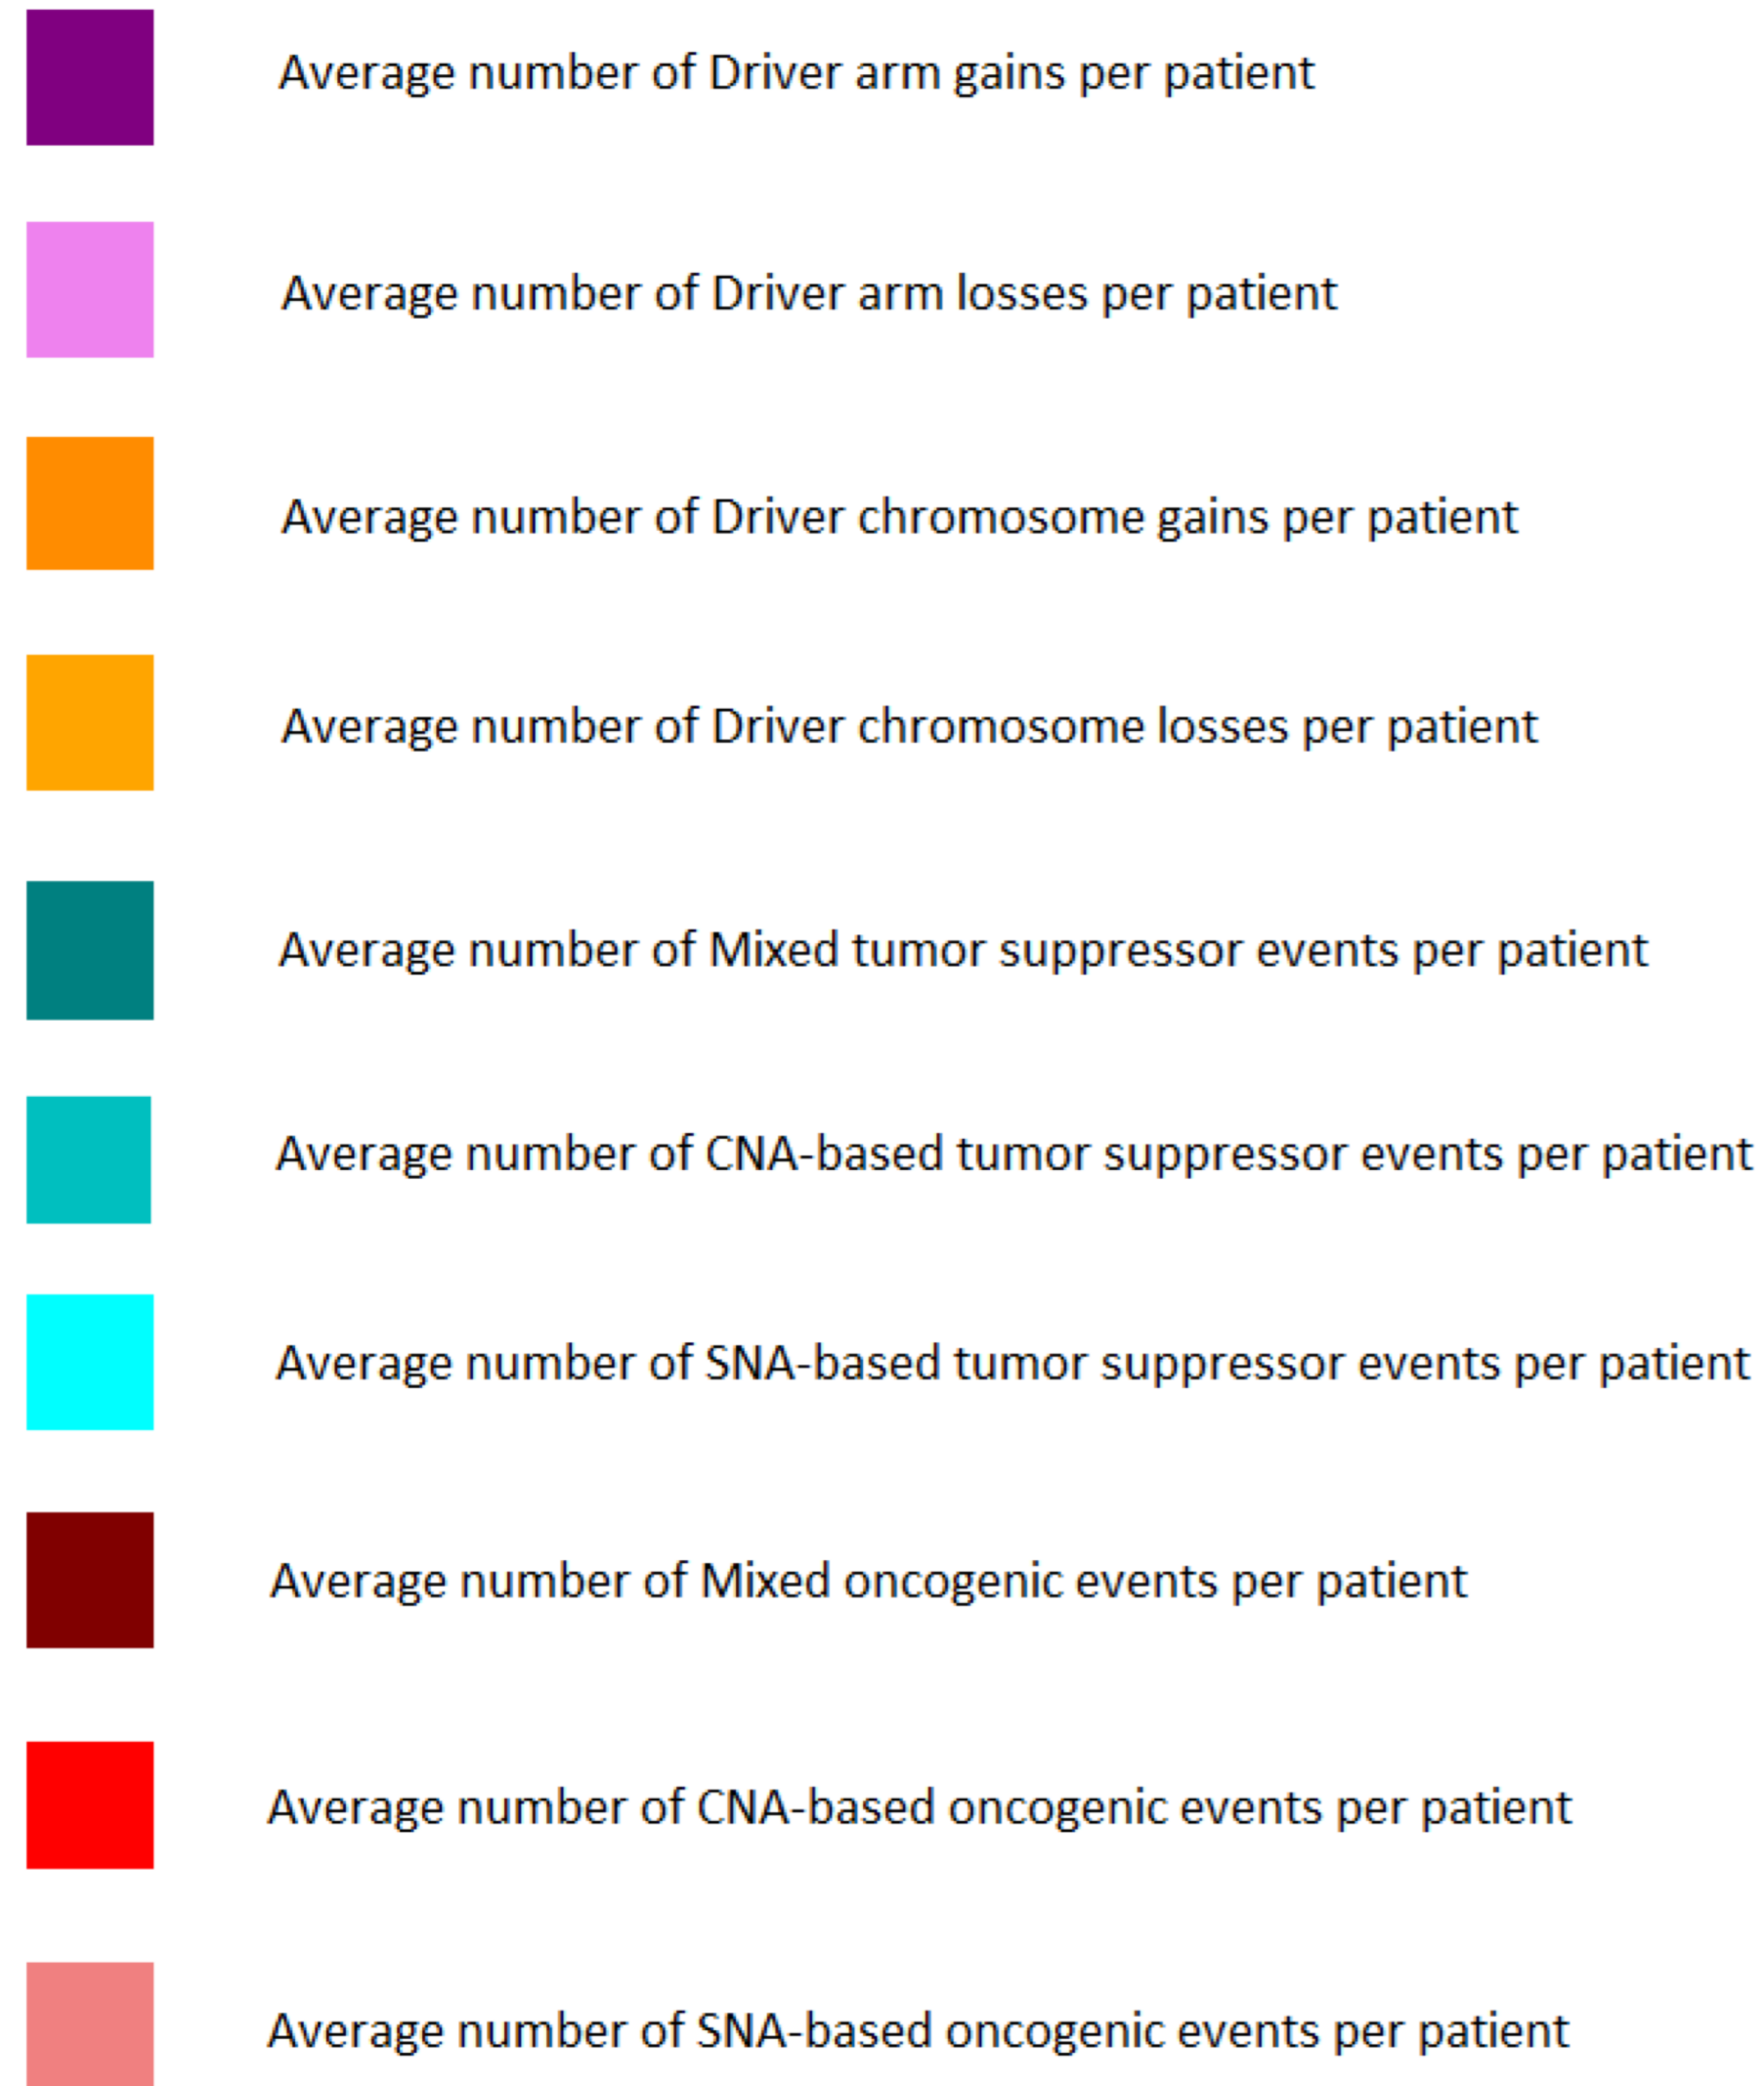 Average number of Driver arm gains per patient
Average number of Driver arm losses per patient
Average number of Driver chromosome gains per patient
Average number of Driver chromosome losses per patient
Average number of Mixed tumor suppressor events per patient
Average number of CNA-based tumor suppressor events per patient
Average number of SNA-based tumor suppressor events per patient
Average number of Mixed oncogenic events per patient
Average number of CNA-based oncogenic events per patient
Average number of SNA-based oncogenic events per patient